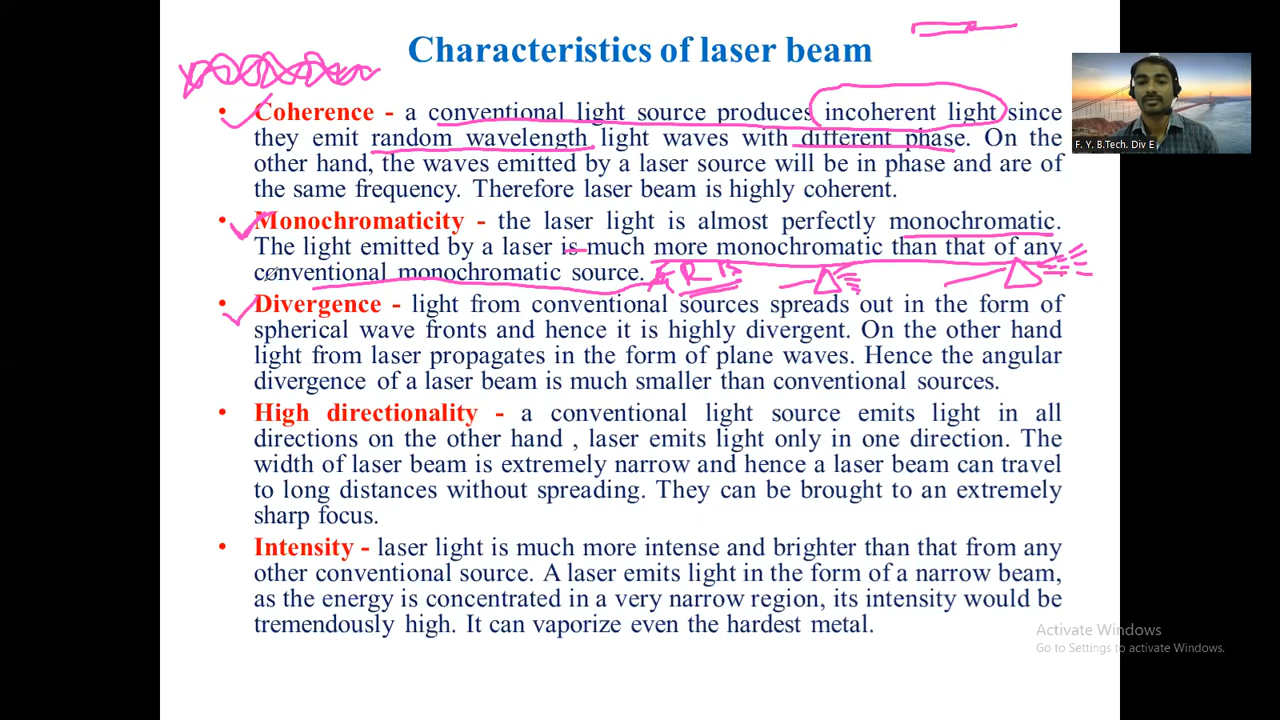 Characteristics of laser beam
• Coherence - a conventional light source produces incoherent light since
they emit random wavelength light waves with different phase. On the
other hand, the waves emitted by a laser source will be in phase and are of
the same frequency. Therefore laser beam is highly coherent.
• Monochromaticity - the laser light is almost perfectly monochromatic.
The light emitted by a laser is much more monochromatic than that of any
conventional monochromatic source.
• Divergence - light from conventional sources spreads out in the form of
spherical wave fronts and hence it is highly divergent. On the other hand
light from laser propagates in the form of plane waves. Hence the angular
divergence of a laser beam is much smaller than conventional sources.
• High directionality - a conventional light source emits light in all
directions on the other hand , laser emits light only in one direction. The
width of laser beam is extremely narrow and hence a laser beam can travel
to long distances without spreading. They can be brought to an extremely
sharp focus.
• Intensity - laser light is much more intense and brighter than that from any
other conventional source. A laser emits light in the form of a narrow beam,
as the energy is concentrated in a very narrow region, its intensity would be
tremendously high. It can vaporize even the hardest metal.
F. Y. B.Tech. Div E
Activate Windows
Go to Settings to activate Windows.